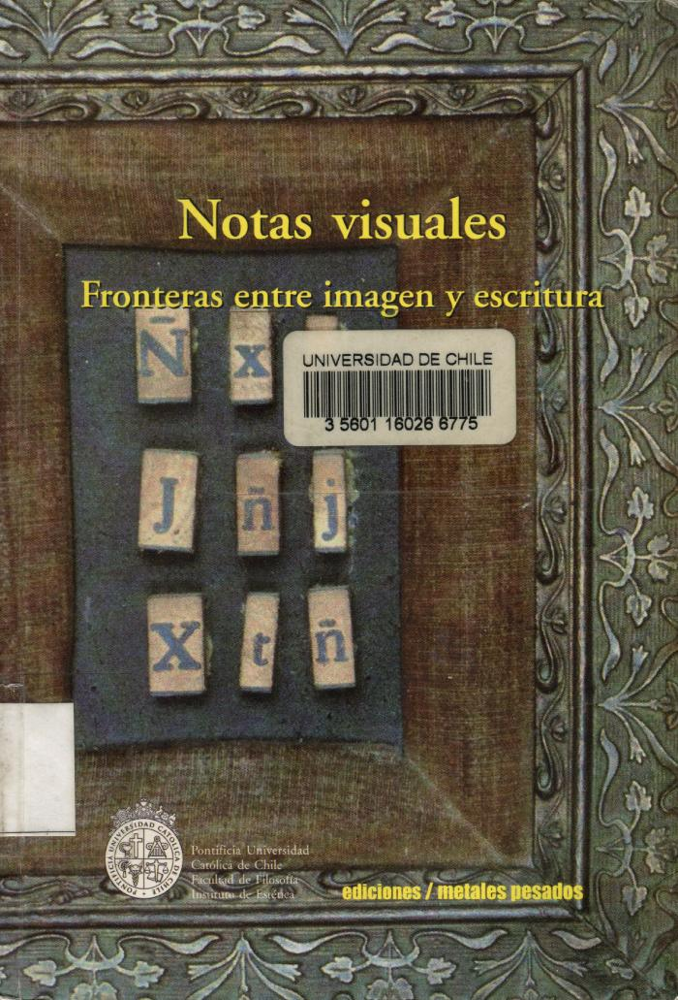 Notas visuales
Fronteras entre imagen y escritura
Ñ x
UNIVERSIDAD DE CHILE
3 5601 16026 6775
J ñ j
X t ñ
PONTIFICIA UNIVERSIDAD CATOLICA DE CHILE
Pontificia Universidad
Católica de Chile
Facultad de Filosofía
Instituto de Estética
ediciones / metales pesados